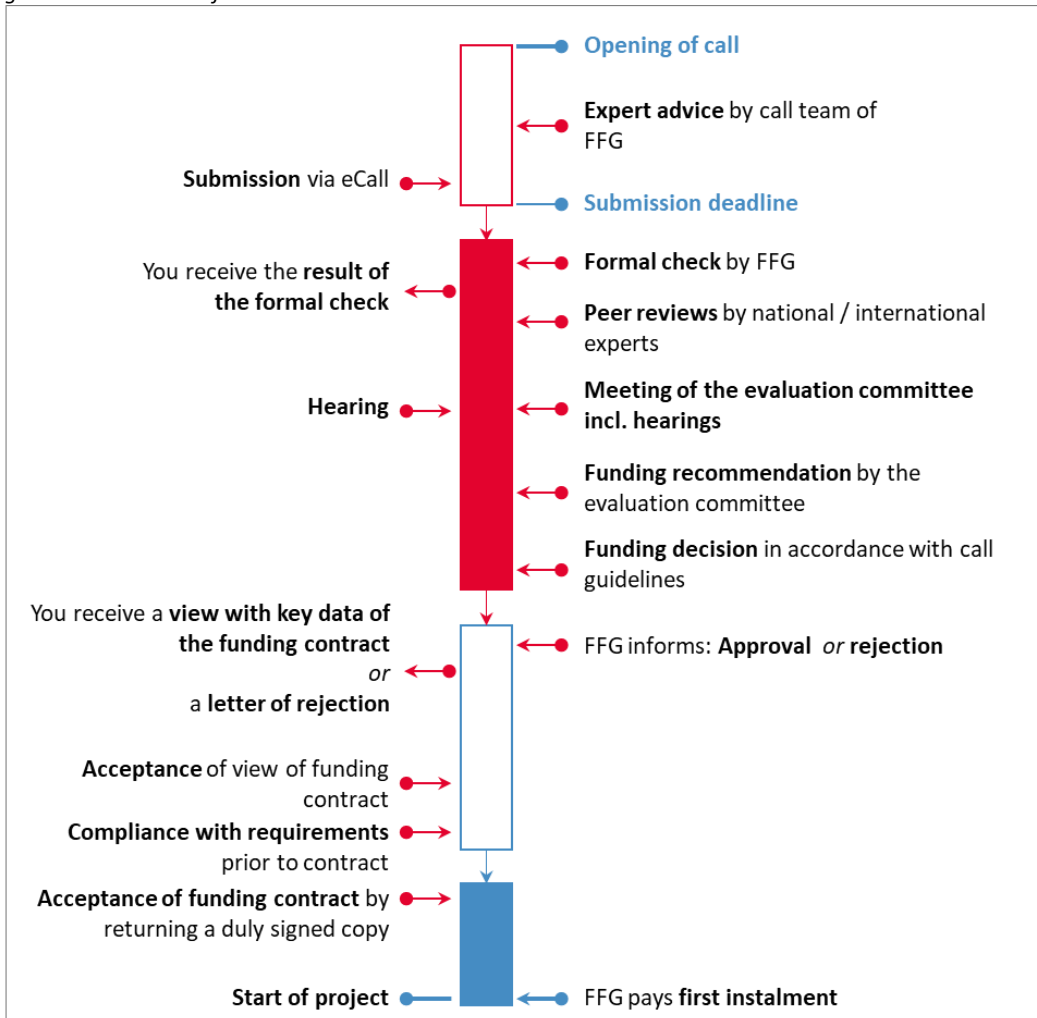 Opening of call
Expert advice by call team of
FFG
Submission via eCall
Submission deadline
Formal check by FFG
You receive the result of
the formal check
Peer reviews by national / international
experts
Hearing
Meeting of the evaluation committee
incl. hearings
Funding recommendation by the
evaluation committee
Funding decision in accordance with call
guidelines
You receive a view with key data of
the funding contract
or
a letter of rejection
FFG informs: Approval or rejection
Acceptance of view of funding
contract
Compliance with requirements
prior to contract
Acceptance of funding contract by
returning a duly signed copy
Start of project
FFG pays first instalment